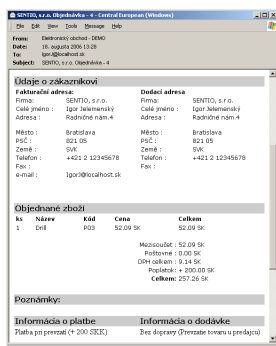 SENTIO, s.r.o. Objednávka - 4 - Central European (Windows)
File Edit View Tools Message Help
From: Elektronický obchod - DEMO
Date: 18. augusta 2006 13:28
To: IgorJ@localhost.sk
Subject: SENTIO, s.r.o. Objednávka - 4
Údaje o zákazníkovi
Fakturační adresa: Dodací adresa
Firma: SENTIO, s.r.o. Firma: SENTIO, s.r.o.
Celé jméno : Igor Jelemenský Celé jméno : Igor Jelemenský
Adresa : Radničné nám.4 Adresa : Radničné nám.4
Město : Bratislava Město : Bratislava
PSČ : 821 05 PSČ : 821 05
Země : SVK Země : SVK
Telefon : +421 2 12345678 Telefon : +421 2 12345678
Fax : Fax :
e-mail : IgorJ@localhost.sk
Objednané zboží
ks Název Kód Cena Celkem
1 Drill P03 52.09 SK 52.09 SK
Mezisoučet : 52.09 SK
Poštovné : 0.00 SK
DPH celkem : 9.14 SK
Poplatok: + 200.00 SK
Celkem: 257.26 SK
Poznámky:
Informácia o platbe Informácia o dodávke
Platba pri prevzatí (+ 200 SKK) Bez dopravy (Prevzatie tovaru u predajcu)